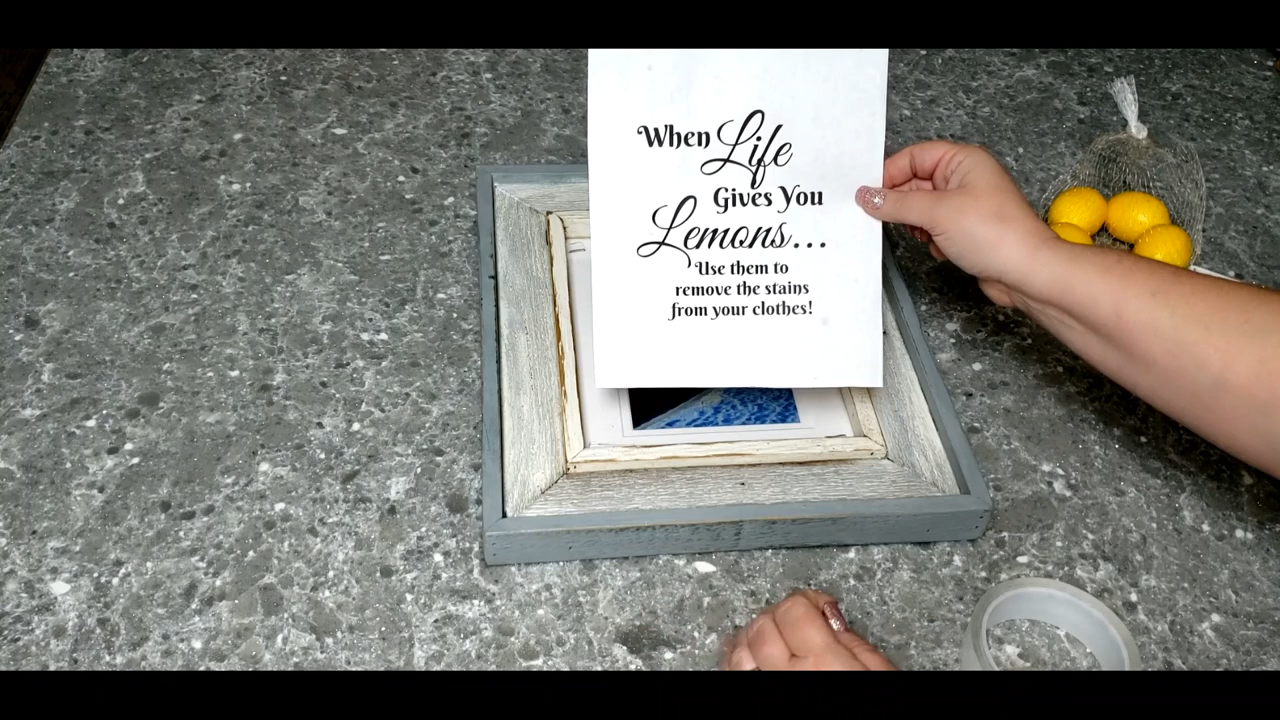 When Life
Gives You
Lemons...
Use them to
remove the stains
from your clothes!